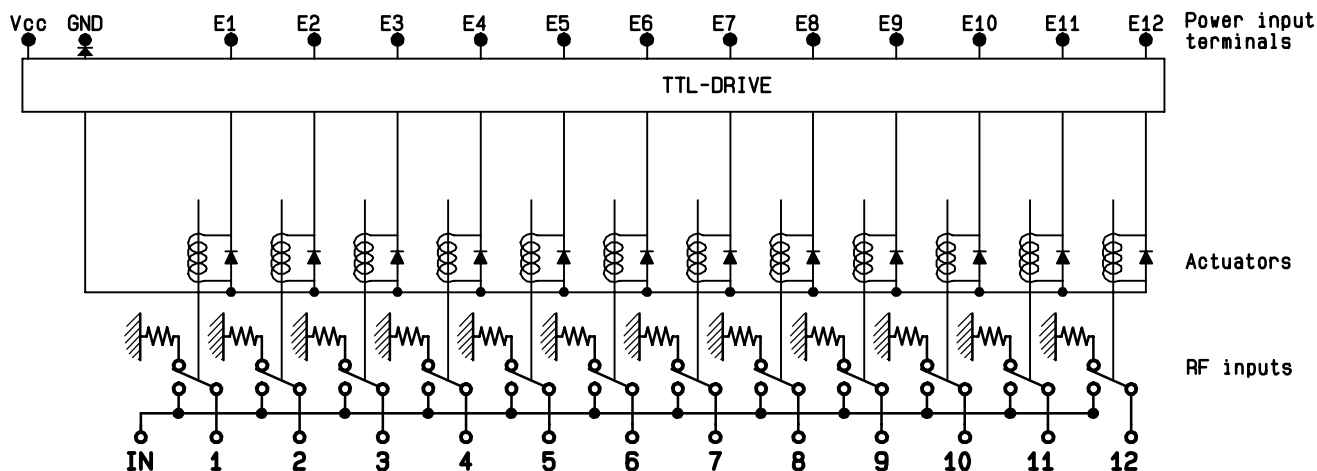 Vcc GND E1 E2 E3 E4 E5 E6 E7 E8 E9 E10 E11 E12 Power input
terminals
TTL-DRIVE
Actuators
RF inputs
IN 1 2 3 4 5 6 7 8 9 10 11 12